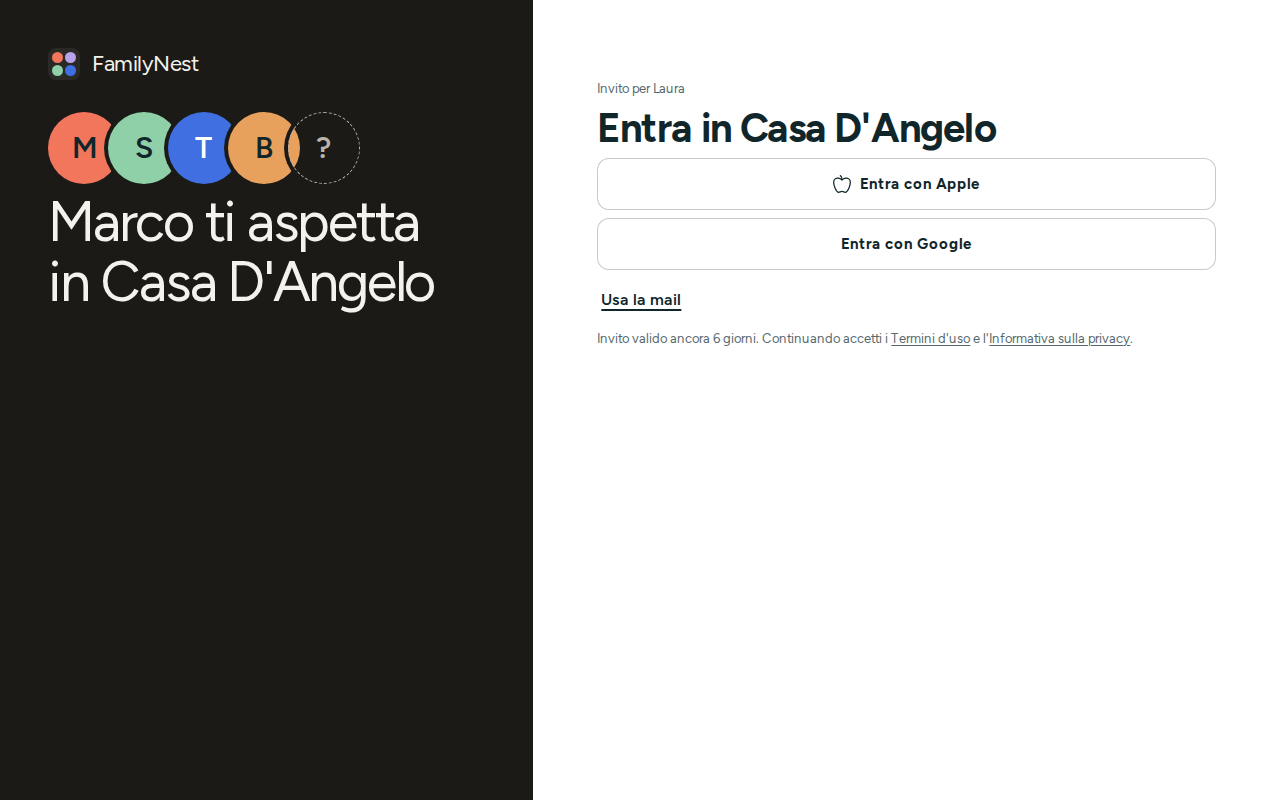 FamilyNest
M S T B ?
Marco ti aspetta
in Casa D'Angelo
Invito per Laura
Entra in Casa D'Angelo
Entra con Apple
Entra con Google
Usa la mail
Invito valido ancora 6 giorni. Continuando accetti i Termini d'uso e l'Informativa sulla privacy.